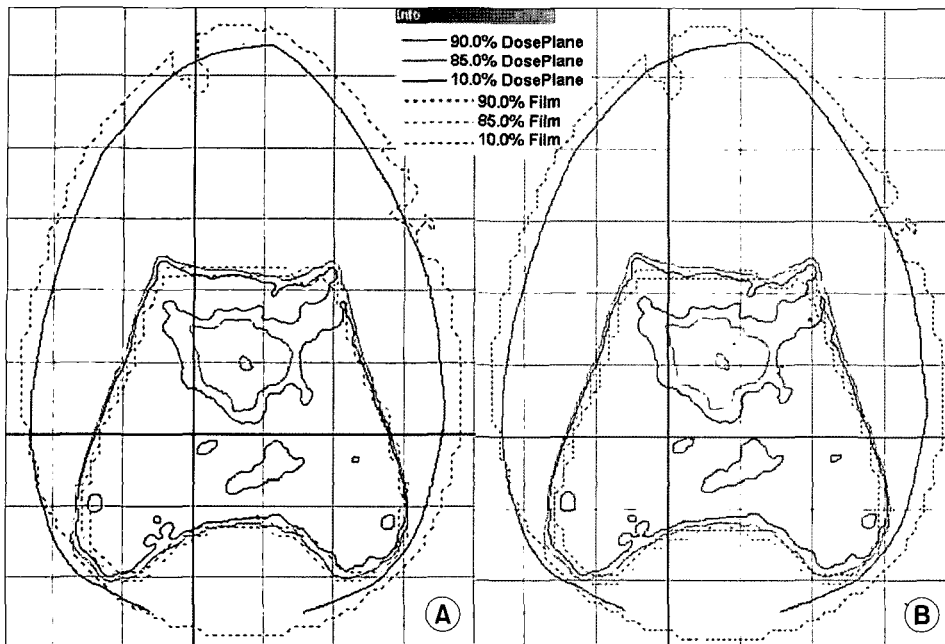 Info
90.0% DosePlane
85.0% DosePlane
10.0% DosePlane
90.0% Film
85.0% Film
10.0% Film
A
B